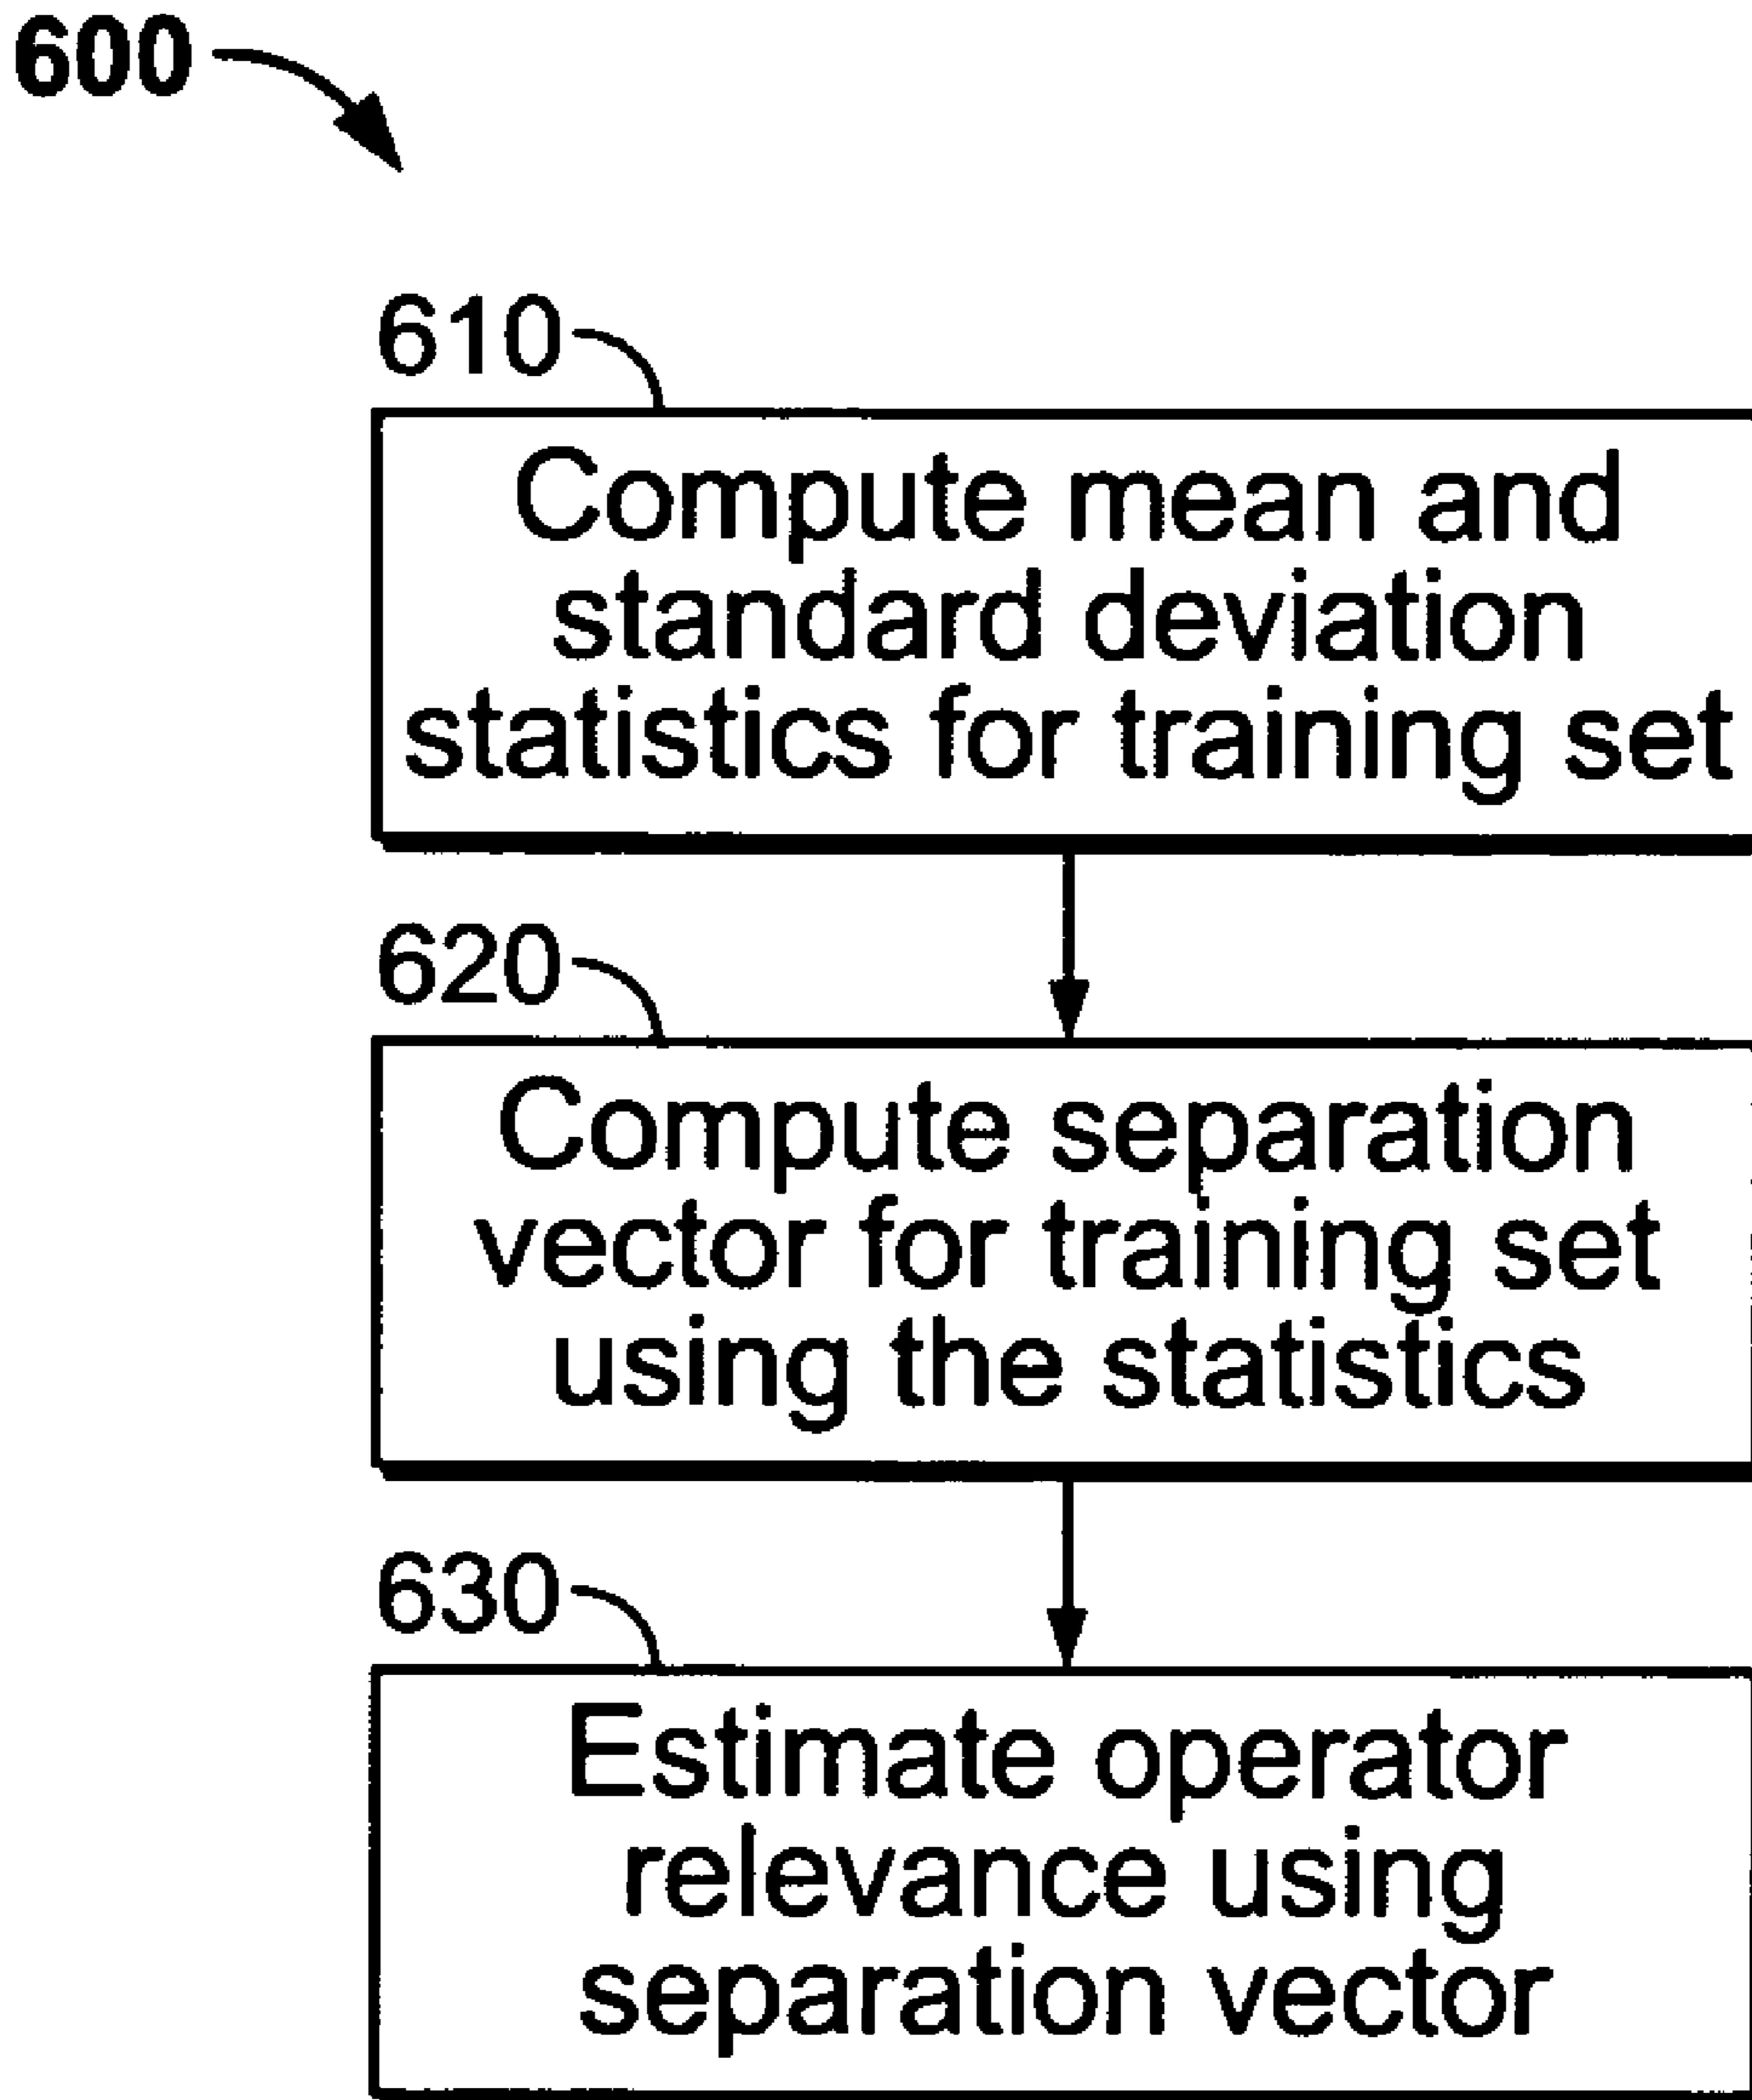 600
610
Compute mean and
standard deviation
statistics for training set
620
Compute separation
vector for training set
using the statistics
630
Estimate operator
relevance using
separation vector